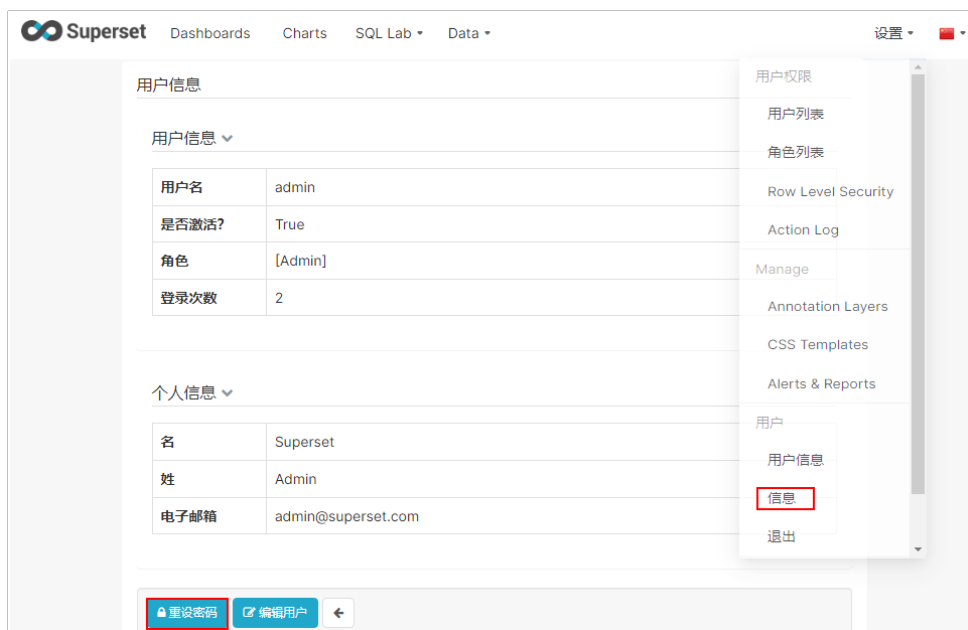 Superset Dashboards Charts SQL Lab Data 设置
用户信息
用户信息
用户名 admin
是否激活? True
角色 [Admin]
登录次数 2
个人信息
名 Superset
姓 Admin
电子邮箱 admin@superset.com
重设密码 编辑用户
用户权限
用户列表
角色列表
Row Level Security
Action Log
Manage
Annotation Layers
CSS Templates
Alerts & Reports
用户
用户信息
信息
退出